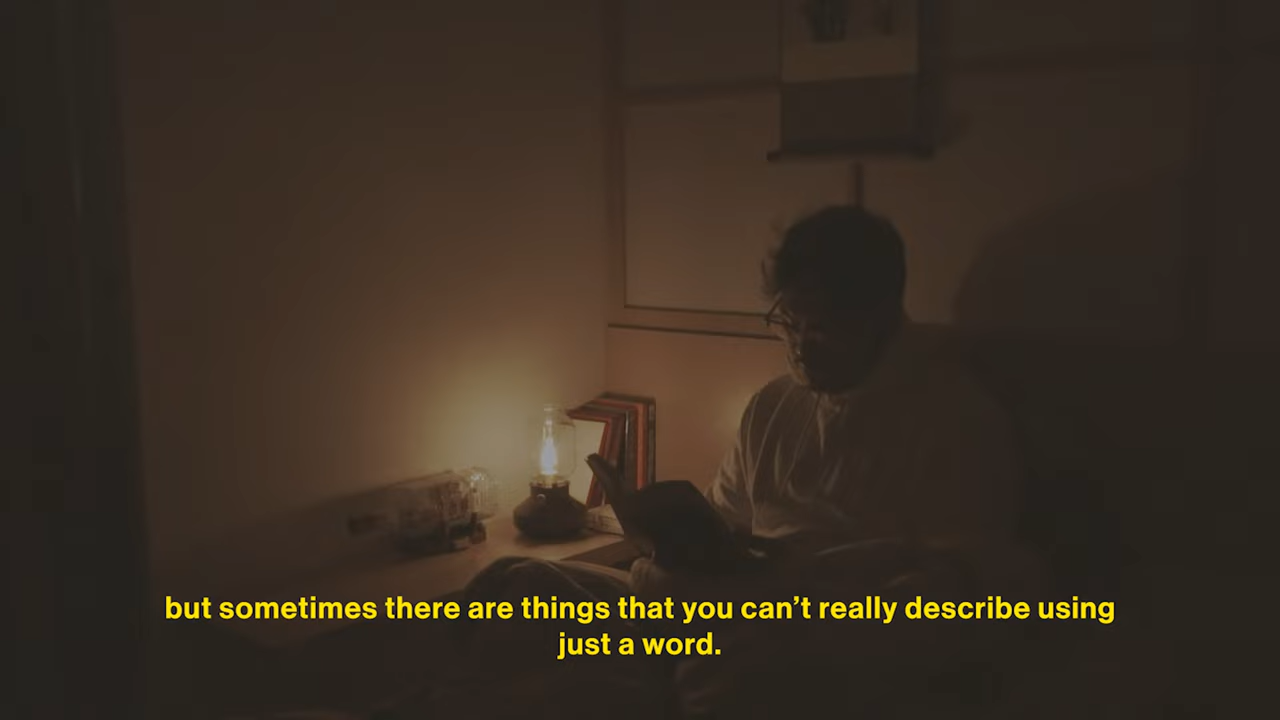 but sometimes there are things that you can’t really describe using
just a word.